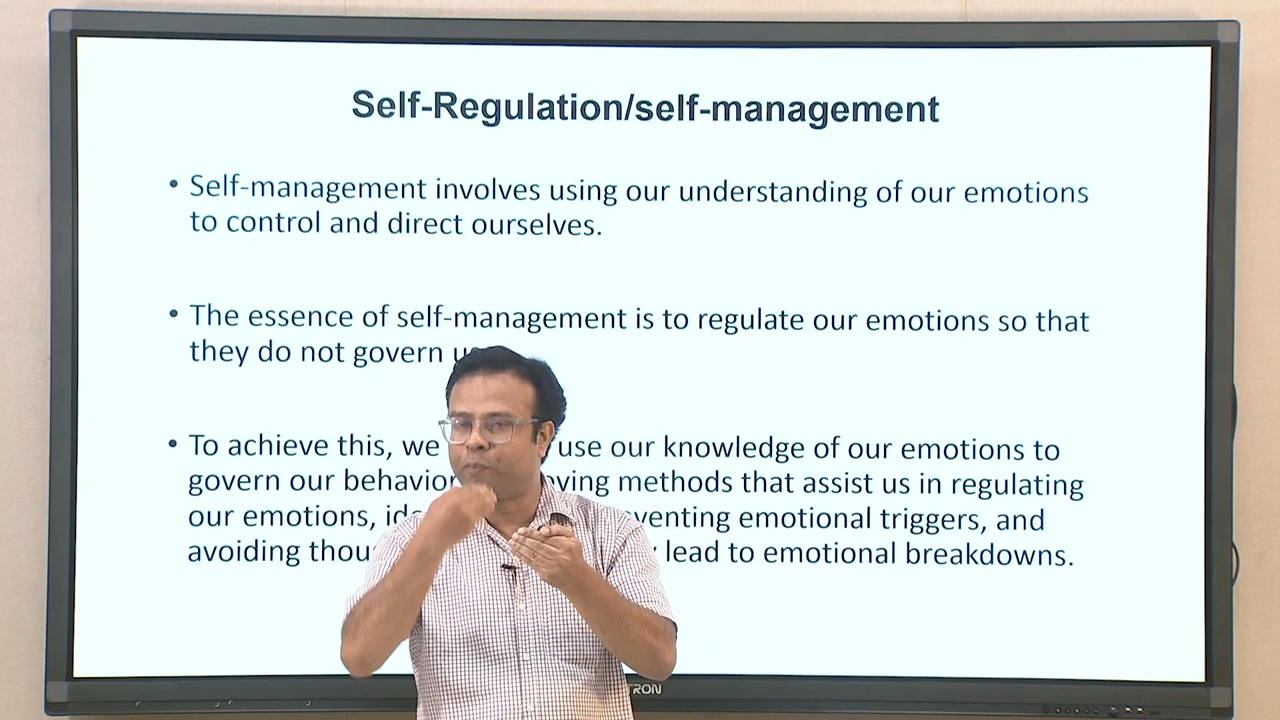 Self-Regulation/self-management
• Self-management involves using our understanding of our emotions
to control and direct ourselves.
• The essence of self-management is to regulate our emotions so that
they do not govern
• To achieve this, we use our knowledge of our emotions to
govern our methods that assist us in regulating
our emotions, emotional triggers, and
avoiding lead to emotional breakdowns.